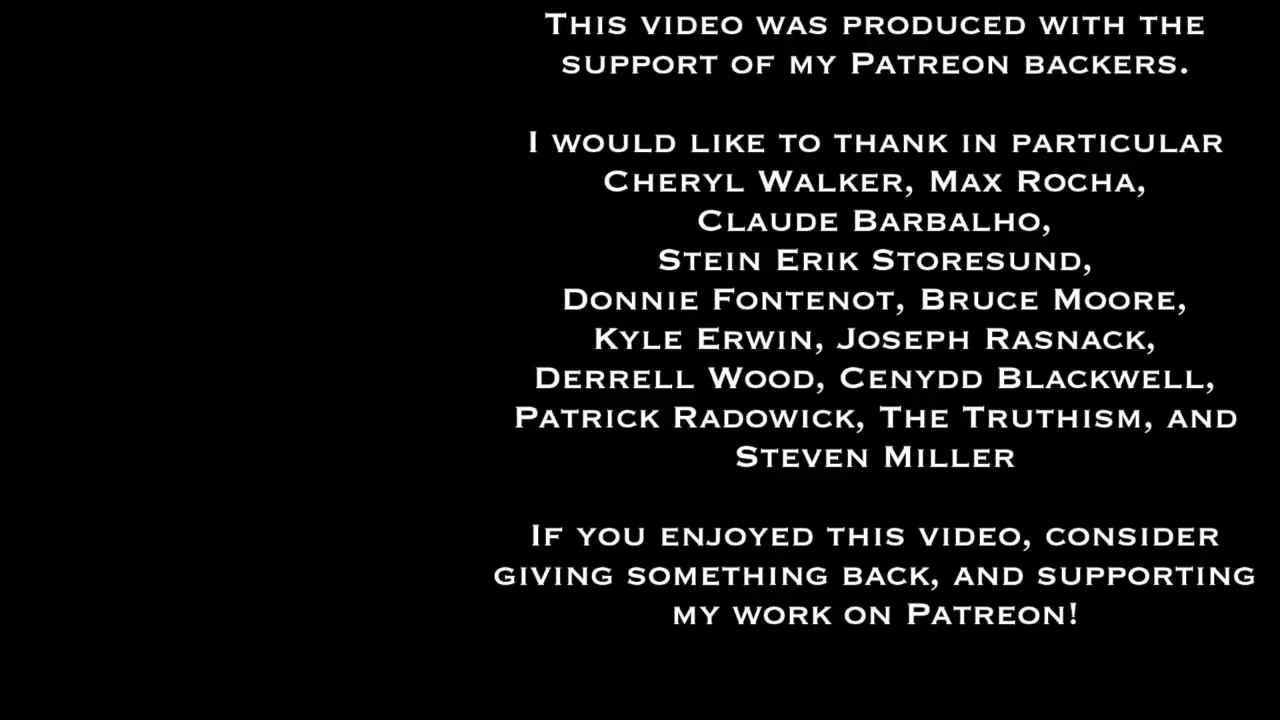 This video was produced with the
support of my Patreon backers.
I would like to thank in particular
Cheryl Walker, Max Rocha,
Claude Barbalho,
Stein Erik Storesund,
Donnie Fontenot, Bruce Moore,
Kyle Erwin, Joseph Rasnack,
Derrell Wood, Cenydd Blackwell,
Patrick Radowick, The Truthism, and
Steven Miller
If you enjoyed this video, consider
giving something back, and supporting
my work on Patreon!